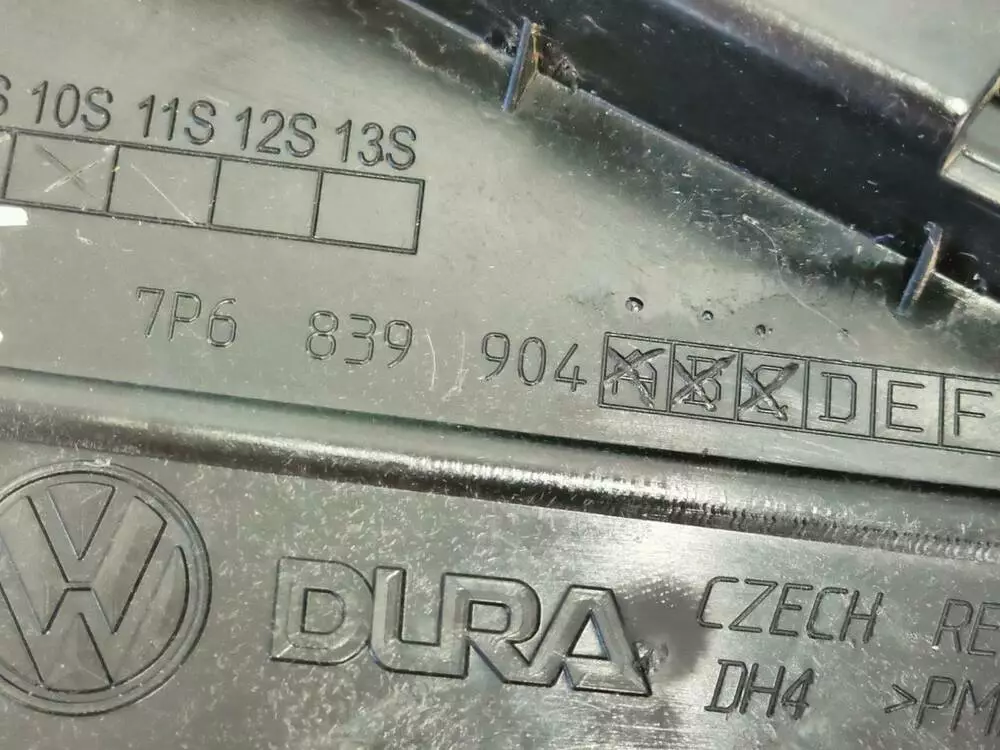 S 10S 11S 12S 13S
7P6 839 904 A B C D E F
DURA CZECH RE
DH4 >PM